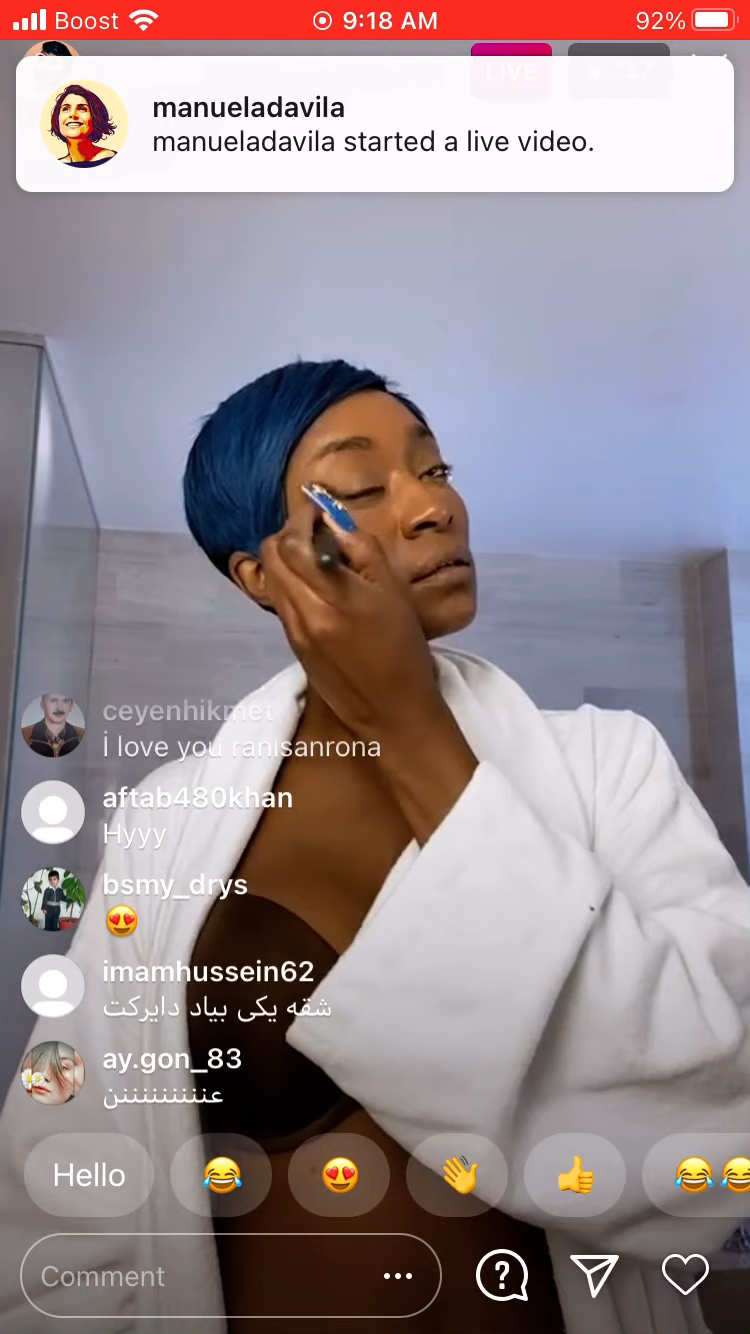 Boost 9:18 AM 92%
LIVE
manueladavila
manueladavila started a live video.
ceyenhikmet
İ love you ranisanrona
aftab480khan
Hyyy
bsmy_drys
😍
imamhussein62
شقه یکی بیاد دایرکت
ay.gon_83
عننننننننن
Hello 😂 😍 👋 👍 😂😂
Comment